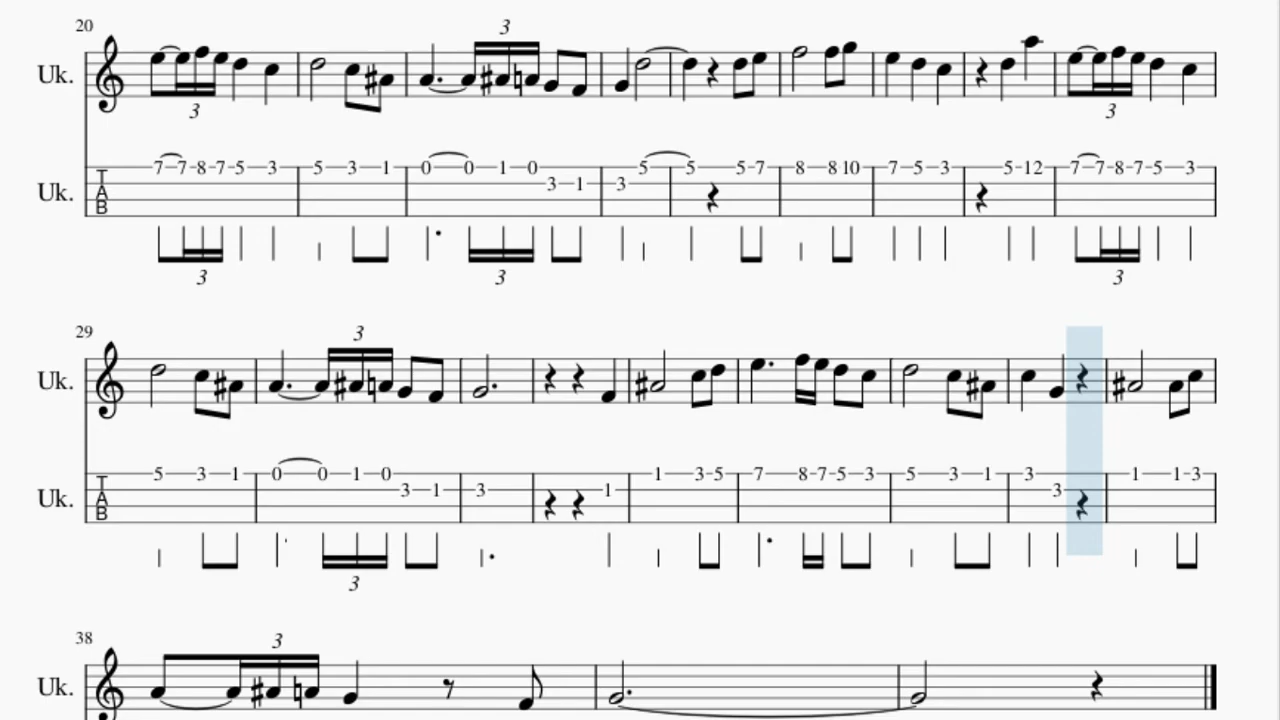 20
3
Uk.
3 3
Uk. T A B 7 7 8 7 5 3 5 3 1 0 0 1 0 3 1 3 5 5 5 7 8 8 10 7 5 3 5 12 7 7 8 7 5 3
3 3 3
29
3
Uk.
Uk. T A B 5 3 1 0 0 1 0 3 1 3 1 1 3 5 7 8 7 5 3 5 3 1 3 3 1 1 3
3
38
3
Uk.